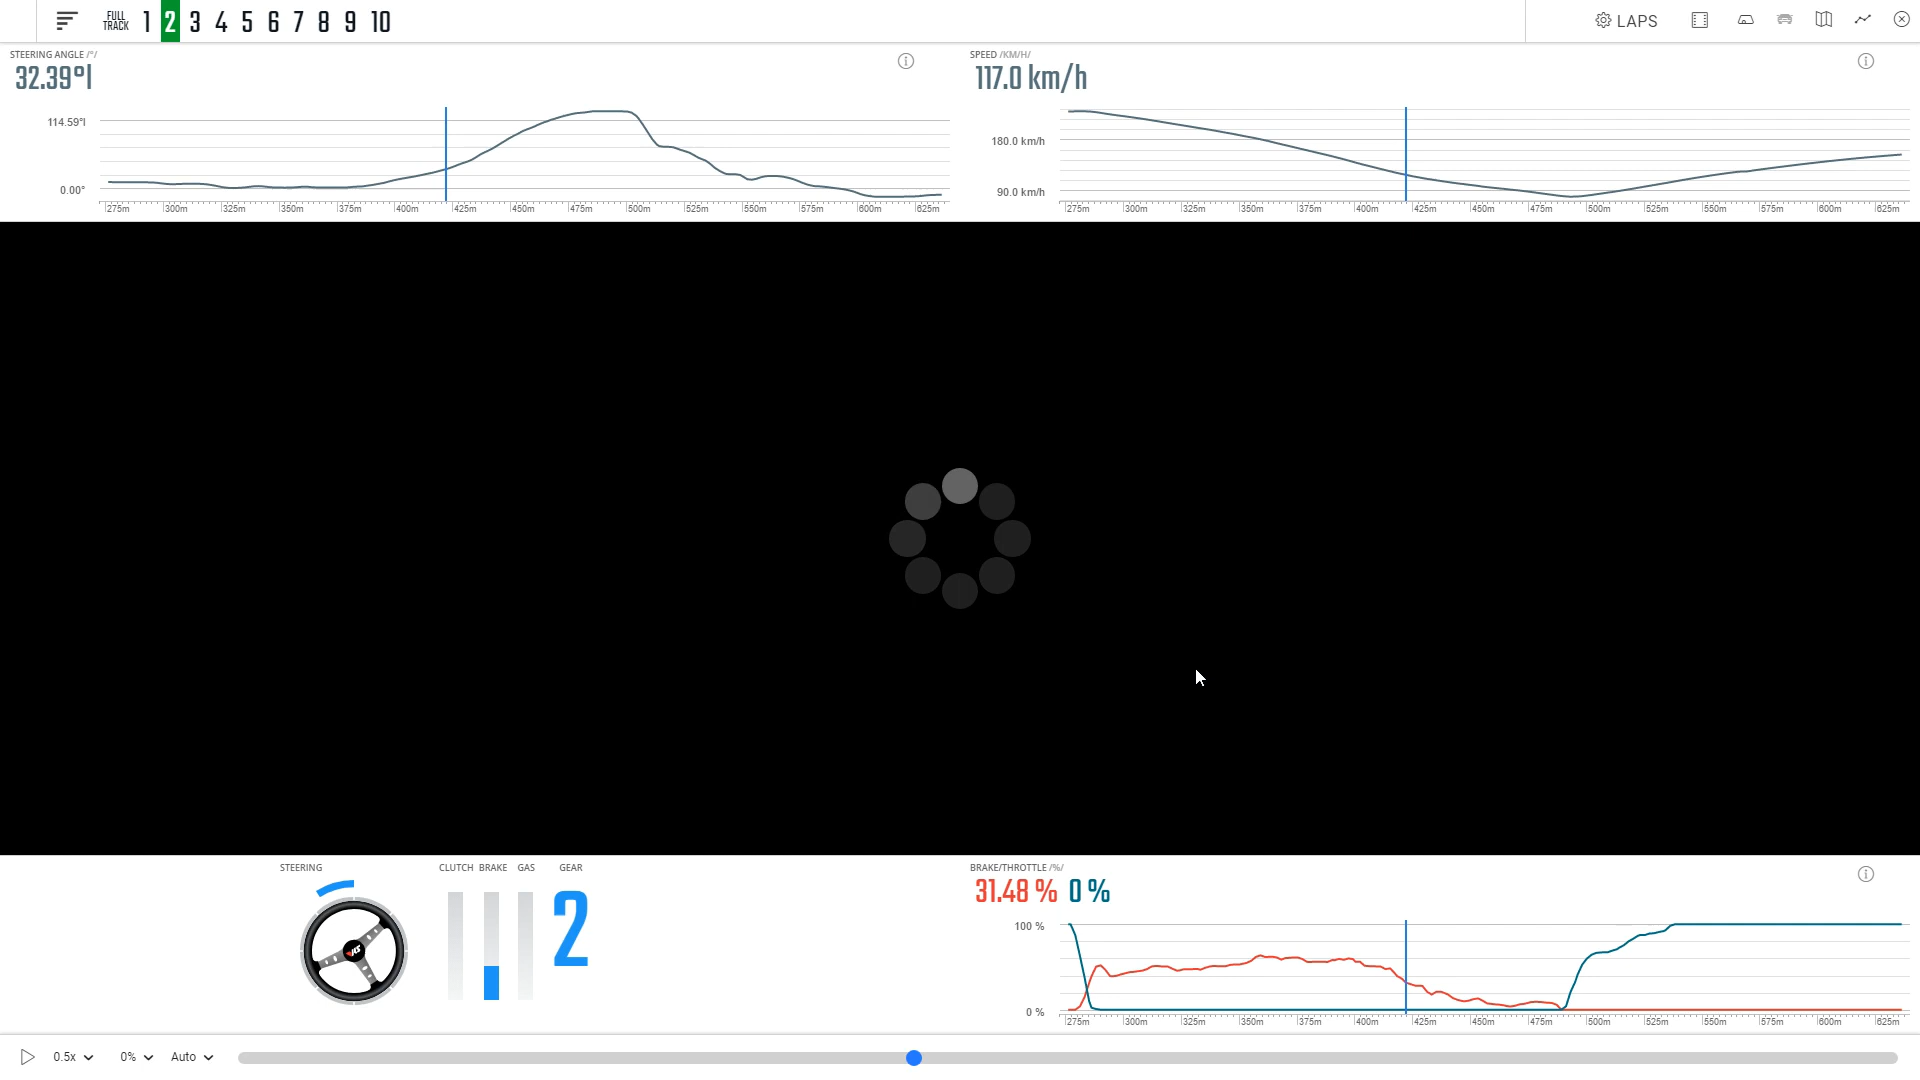 FULL TRACK 1 2 3 4 5 6 7 8 9 10 LAPS
STEERING ANGLE /°/
32.39°l
114.59°l
0.00°
275m 300m 325m 350m 375m 400m 425m 450m 475m 500m 525m 550m 575m 600m 625m
SPEED /KM/H/
117.0 km/h
180.0 km/h
90.0 km/h
275m 300m 325m 350m 375m 400m 425m 450m 475m 500m 525m 550m 575m 600m 625m
STEERING CLUTCH BRAKE GAS GEAR
2
BRAKE/THROTTLE /%/
31.48 % 0 %
100 %
0 %
275m 300m 325m 350m 375m 400m 425m 450m 475m 500m 525m 550m 575m 600m 625m
0.5x 0% Auto